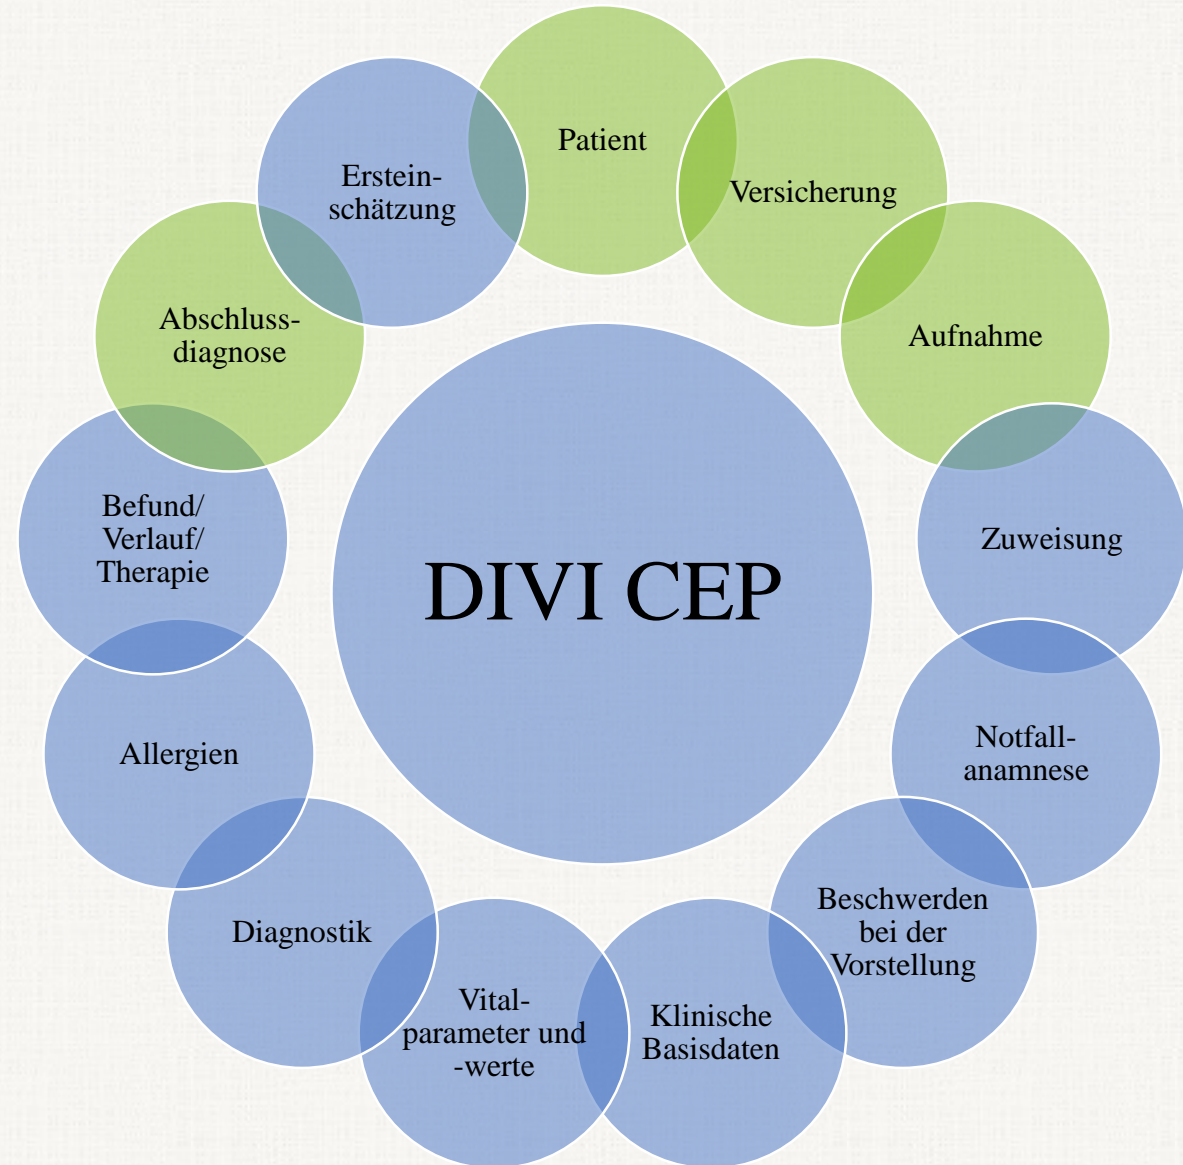 Patient
Versicherung
Aufnahme
Zuweisung
Notfall-
anamnese
Beschwerden
bei der
Vorstellung
Klinische
Basisdaten
Vital-
parameter und
-werte
Diagnostik
Allergien
Befund/
Verlauf/
Therapie
Abschluss-
diagnose
Erstein-
schätzung
DIVI CEP